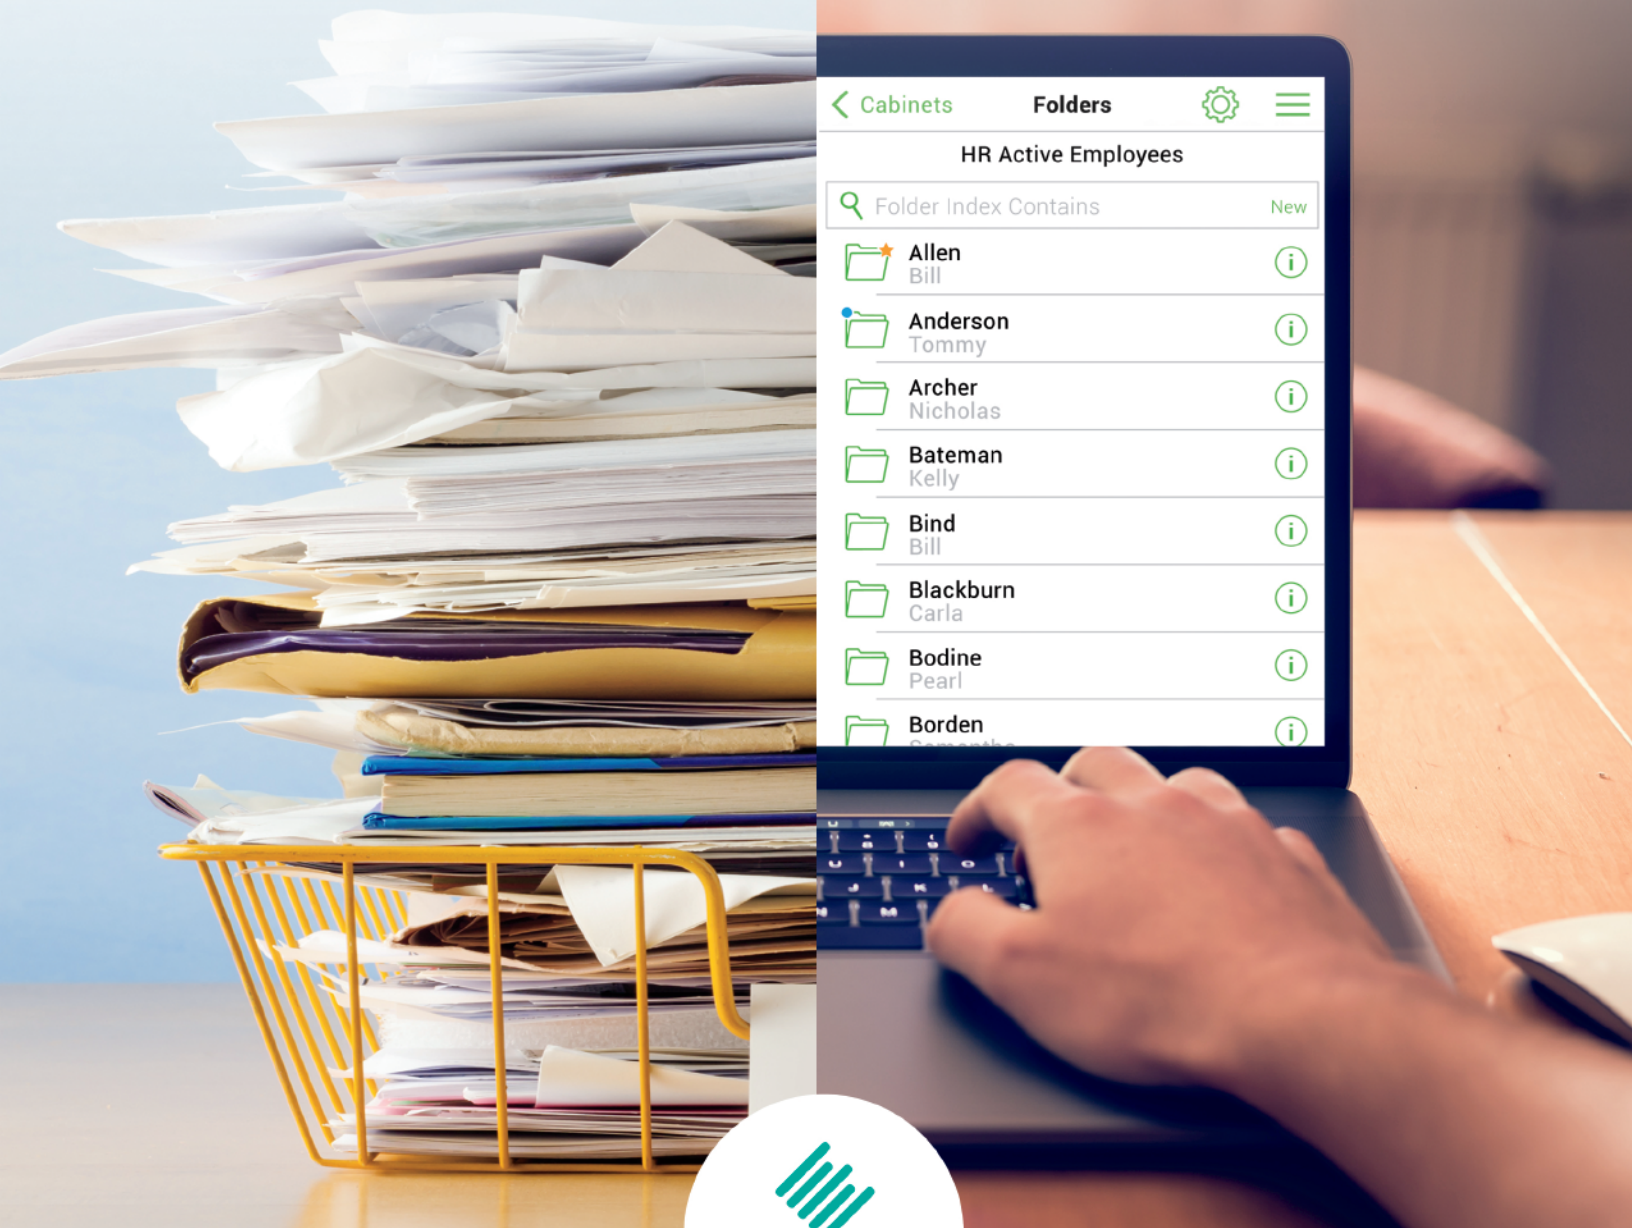 Cabinets Folders
HR Active Employees
Folder Index Contains New
Allen
Bill
Anderson
Tommy
Archer
Nicholas
Bateman
Kelly
Bind
Bill
Blackburn
Carla
Bodine
Pearl
Borden
U I O
J K L
N M